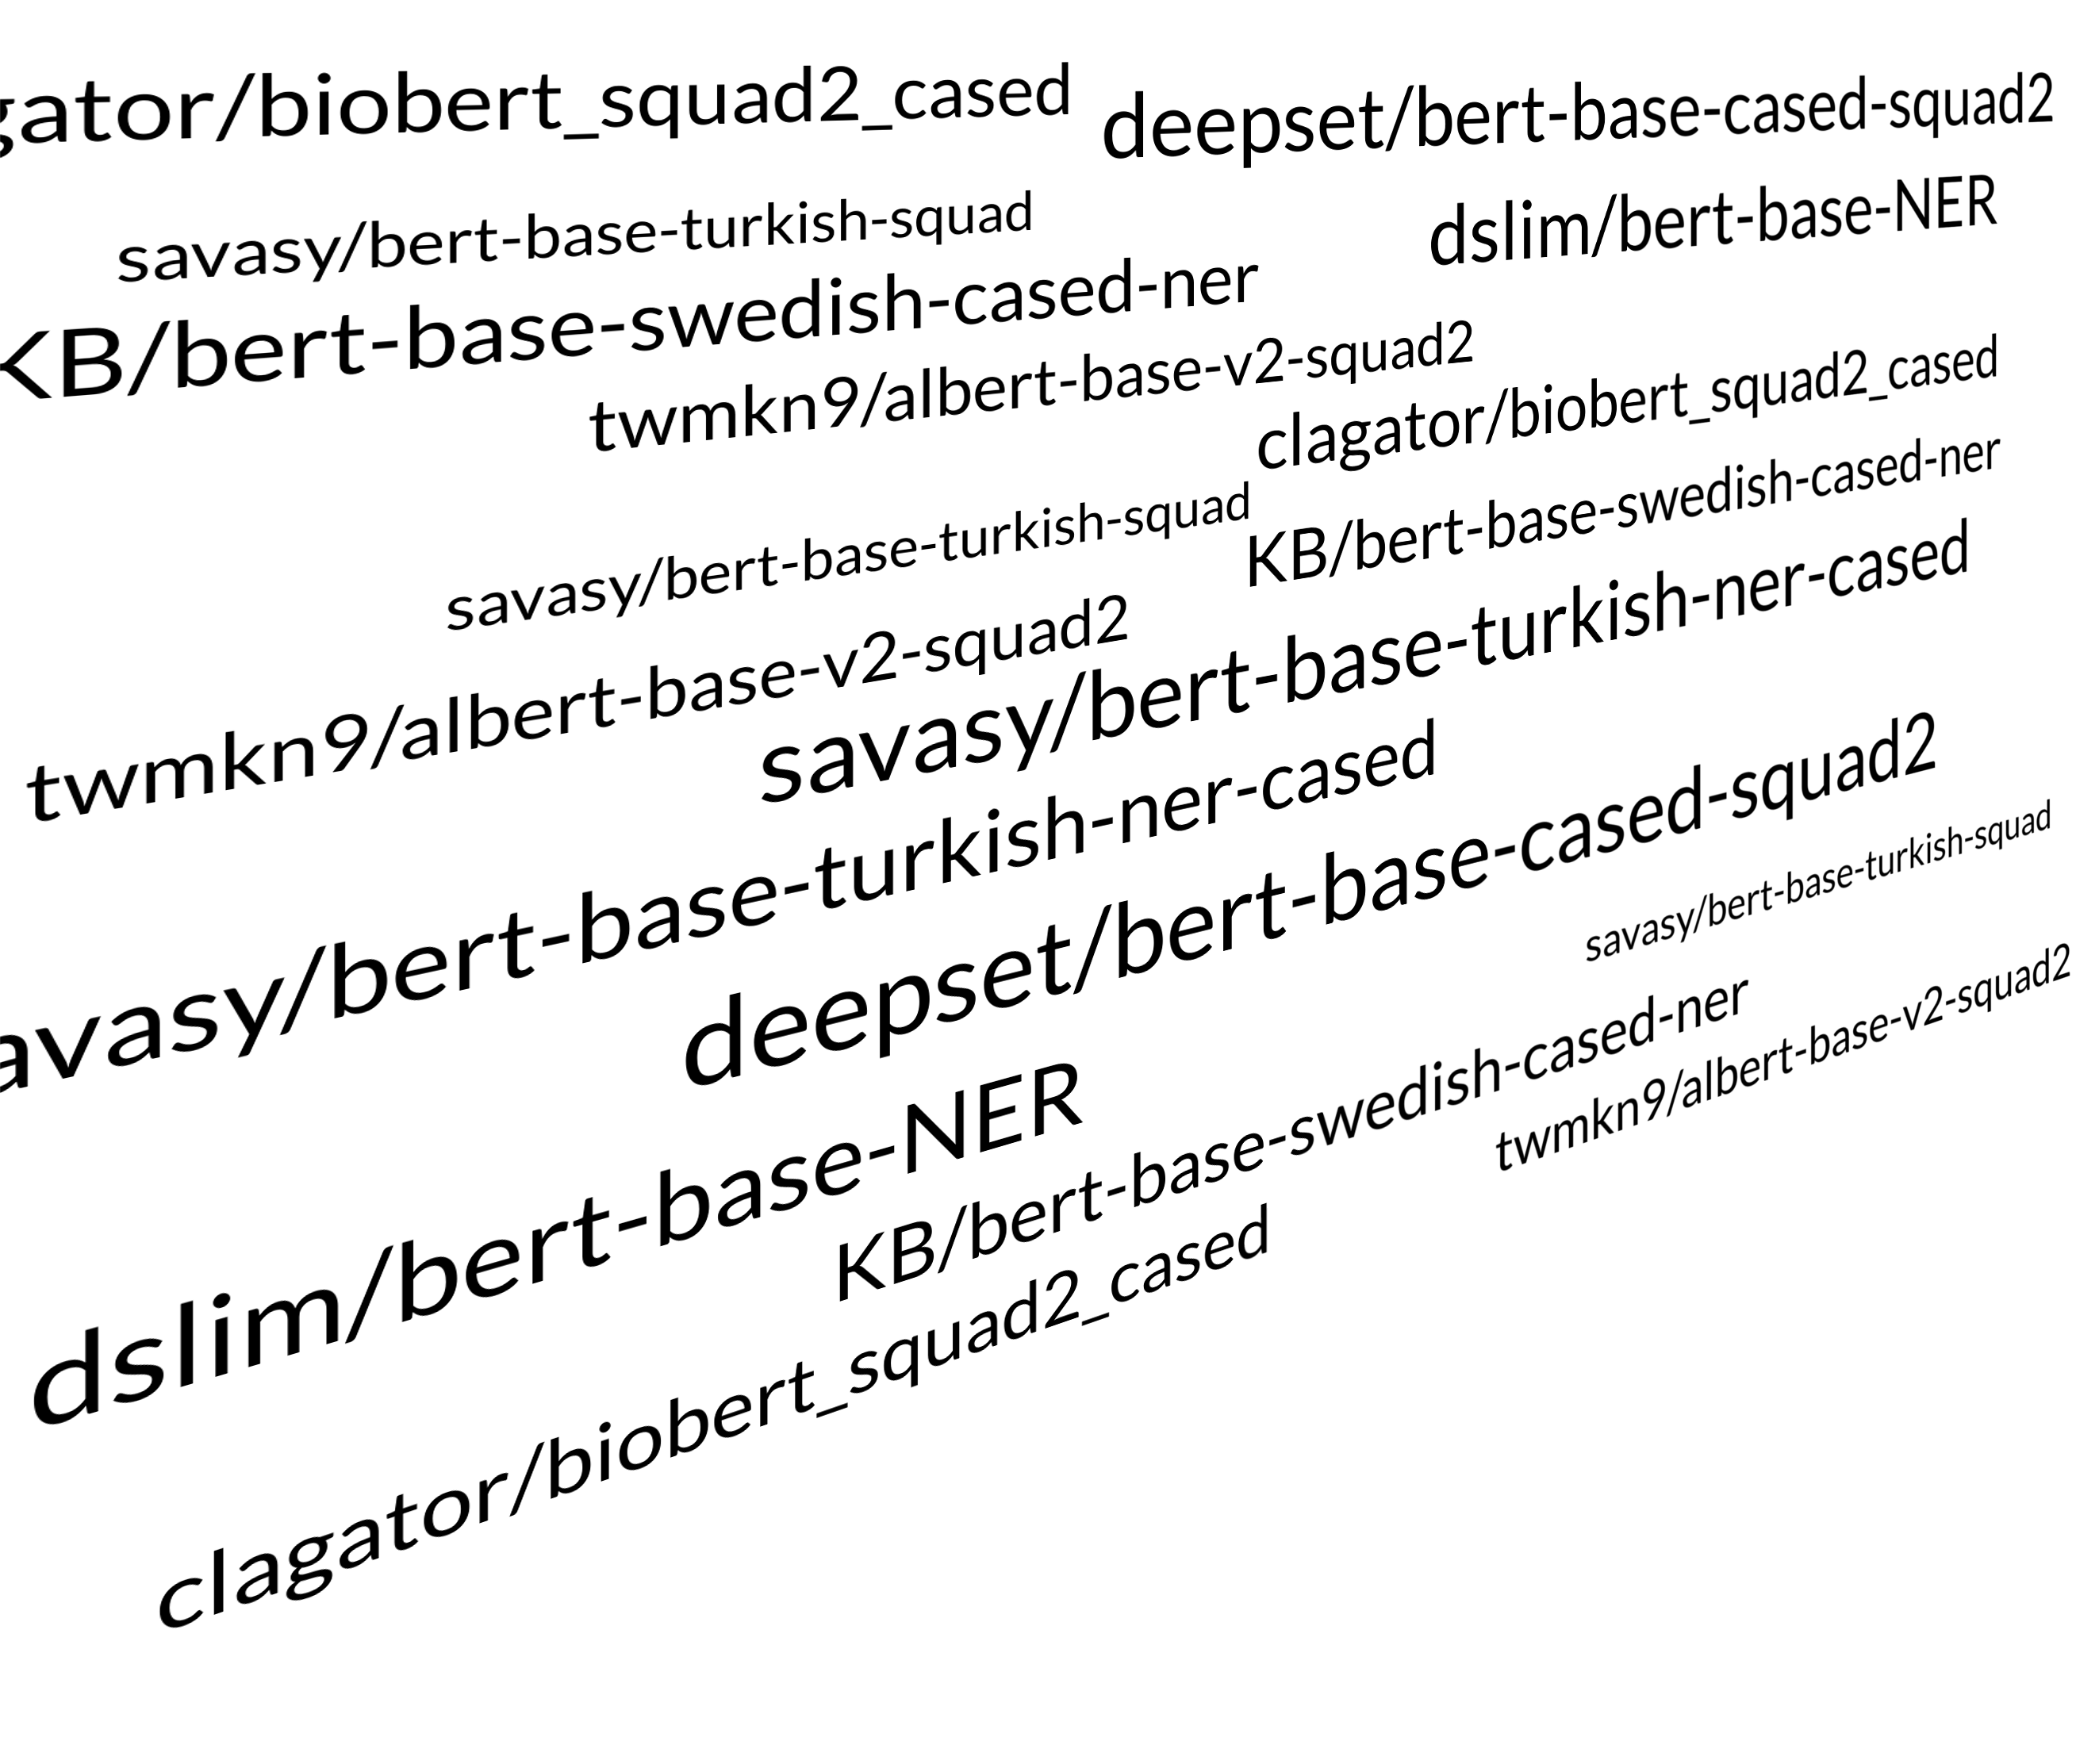 gator/biobert_squad2_cased
deepset/bert-base-cased-squad2
savasy/bert-base-turkish-squad
dslim/bert-base-NER
KB/bert-base-swedish-cased-ner
twmkn9/albert-base-v2-squad2
clagator/biobert_squad2_cased
savasy/bert-base-turkish-squad
KB/bert-base-swedish-cased-ner
twmkn9/albert-base-v2-squad2
savasy/bert-base-turkish-ner-cased
avasy/bert-base-turkish-ner-cased
deepset/bert-base-cased-squad2
savasy/bert-base-turkish-squad
dslim/bert-base-NER
KB/bert-base-swedish-cased-ner
twmkn9/albert-base-v2-squad2
clagator/biobert_squad2_cased